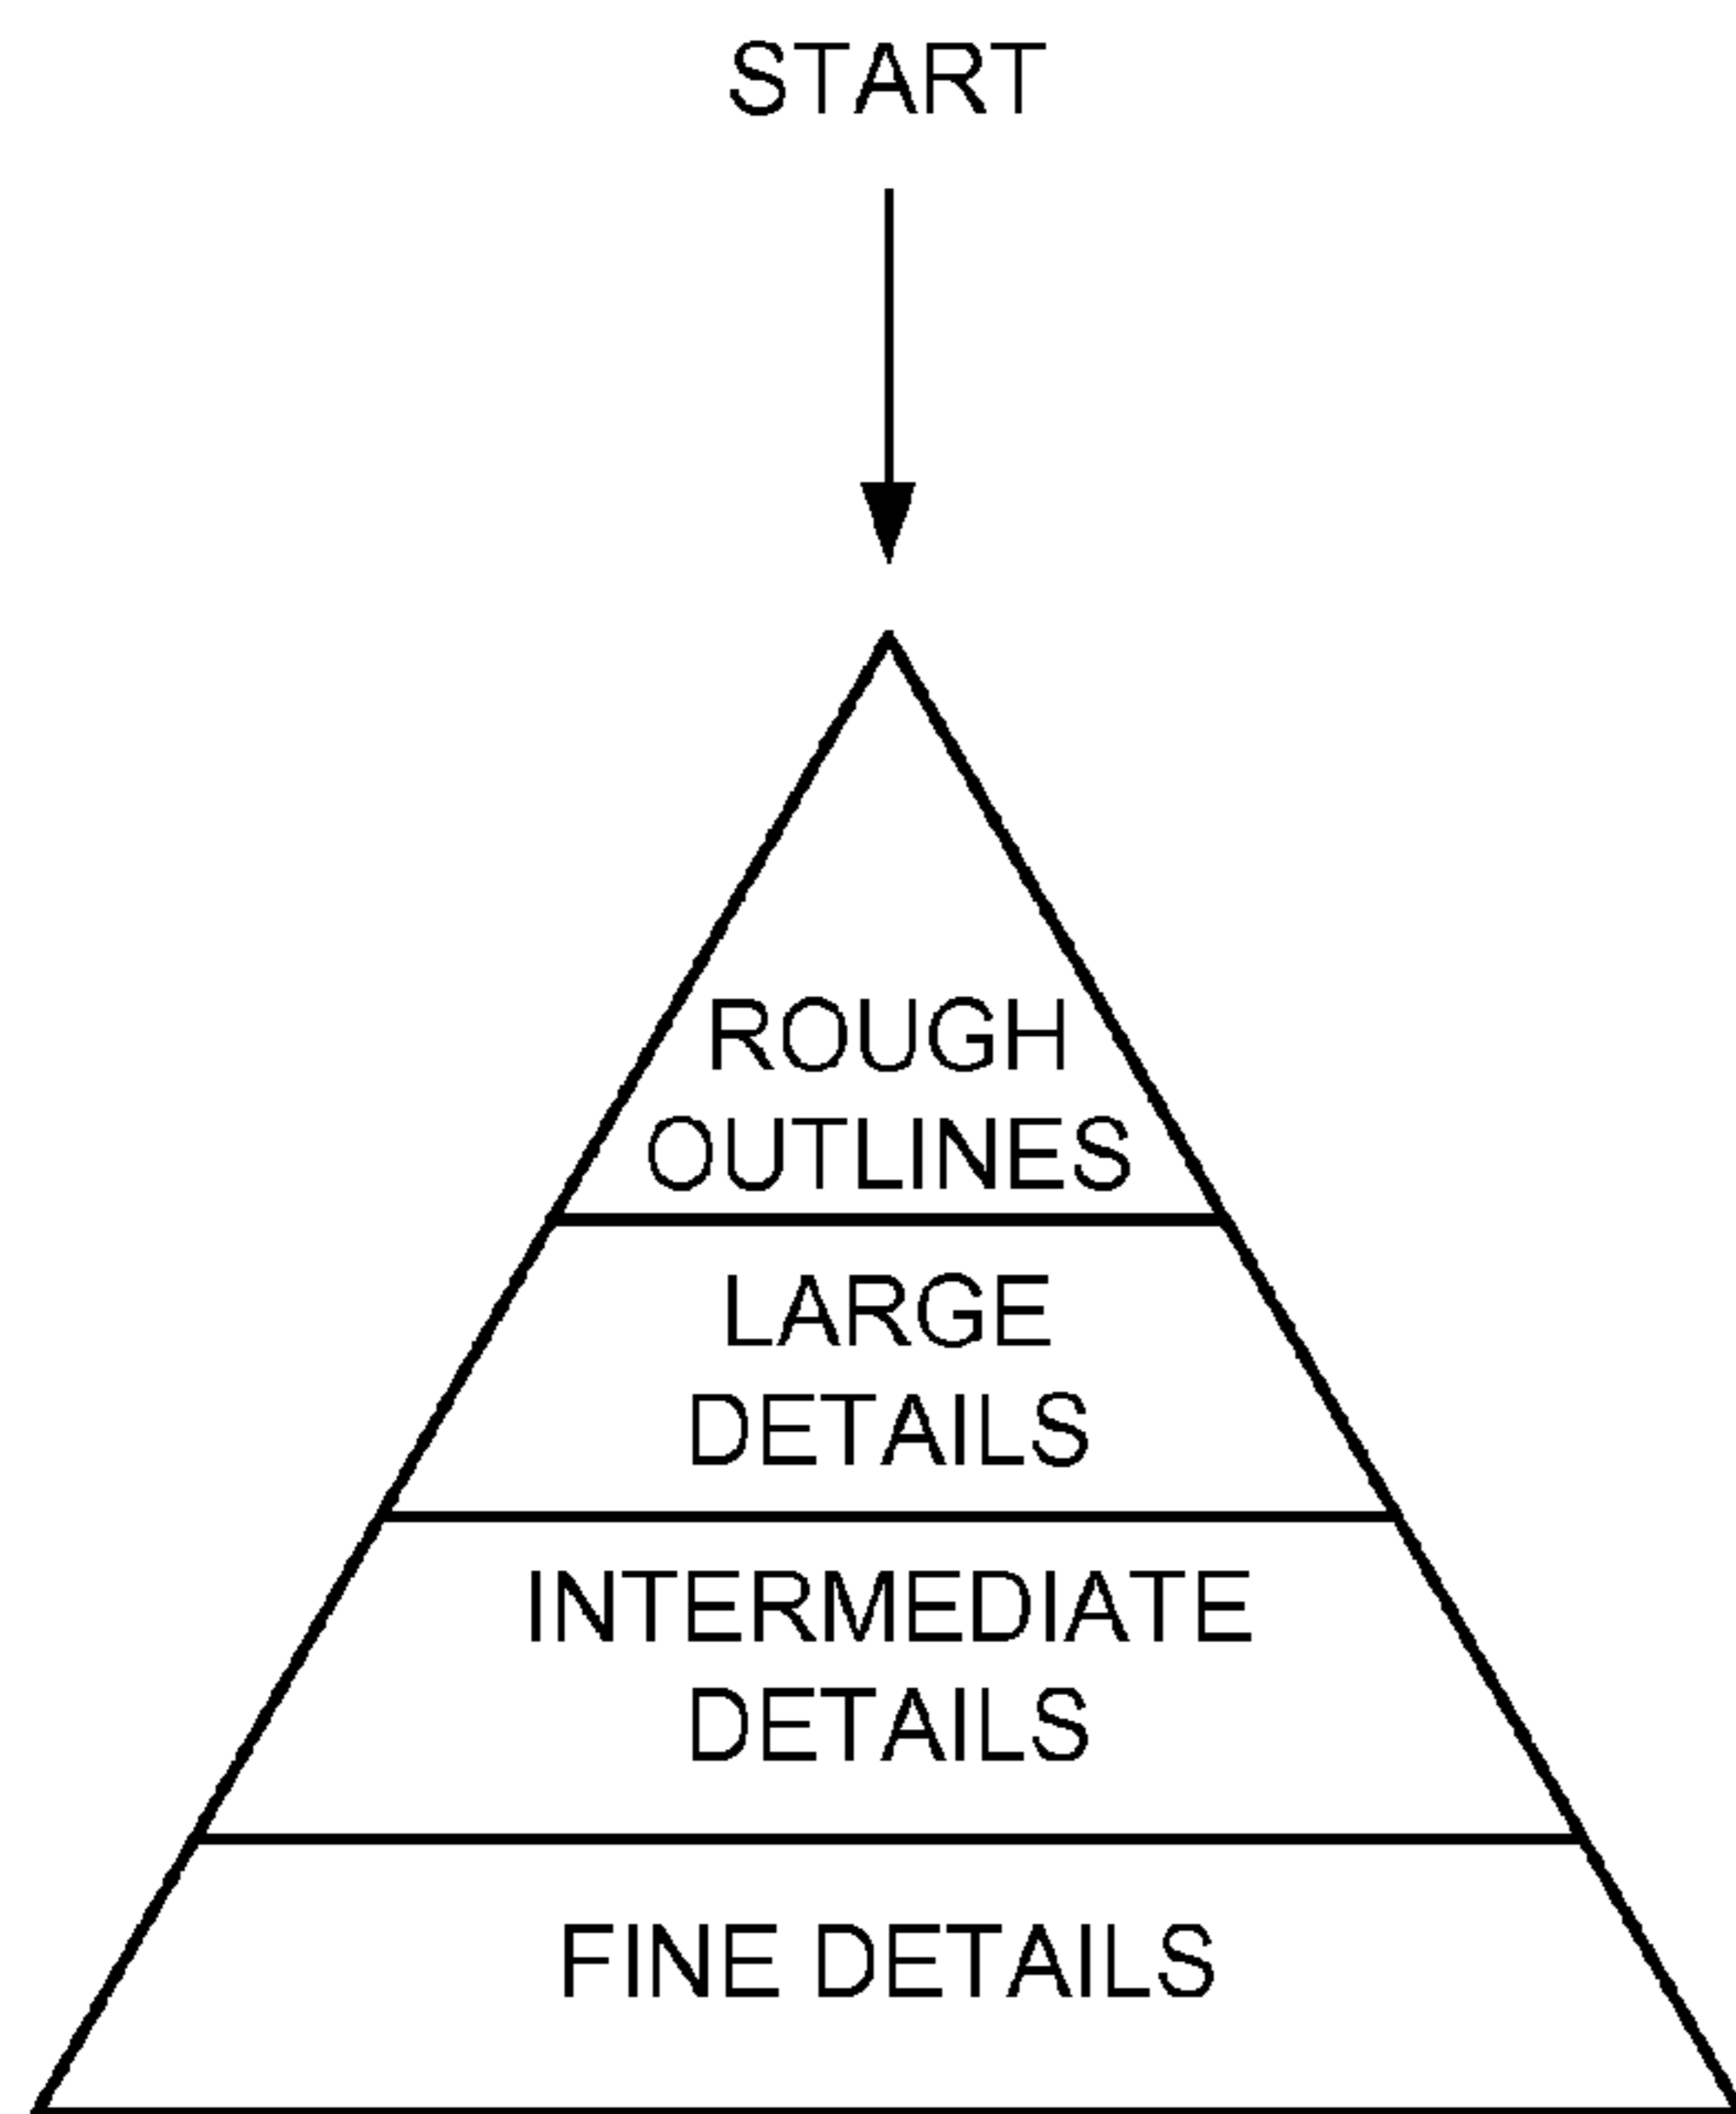 START
ROUGH
OUTLINES
LARGE
DETAILS
INTERMEDIATE
DETAILS
FINE DETAILS